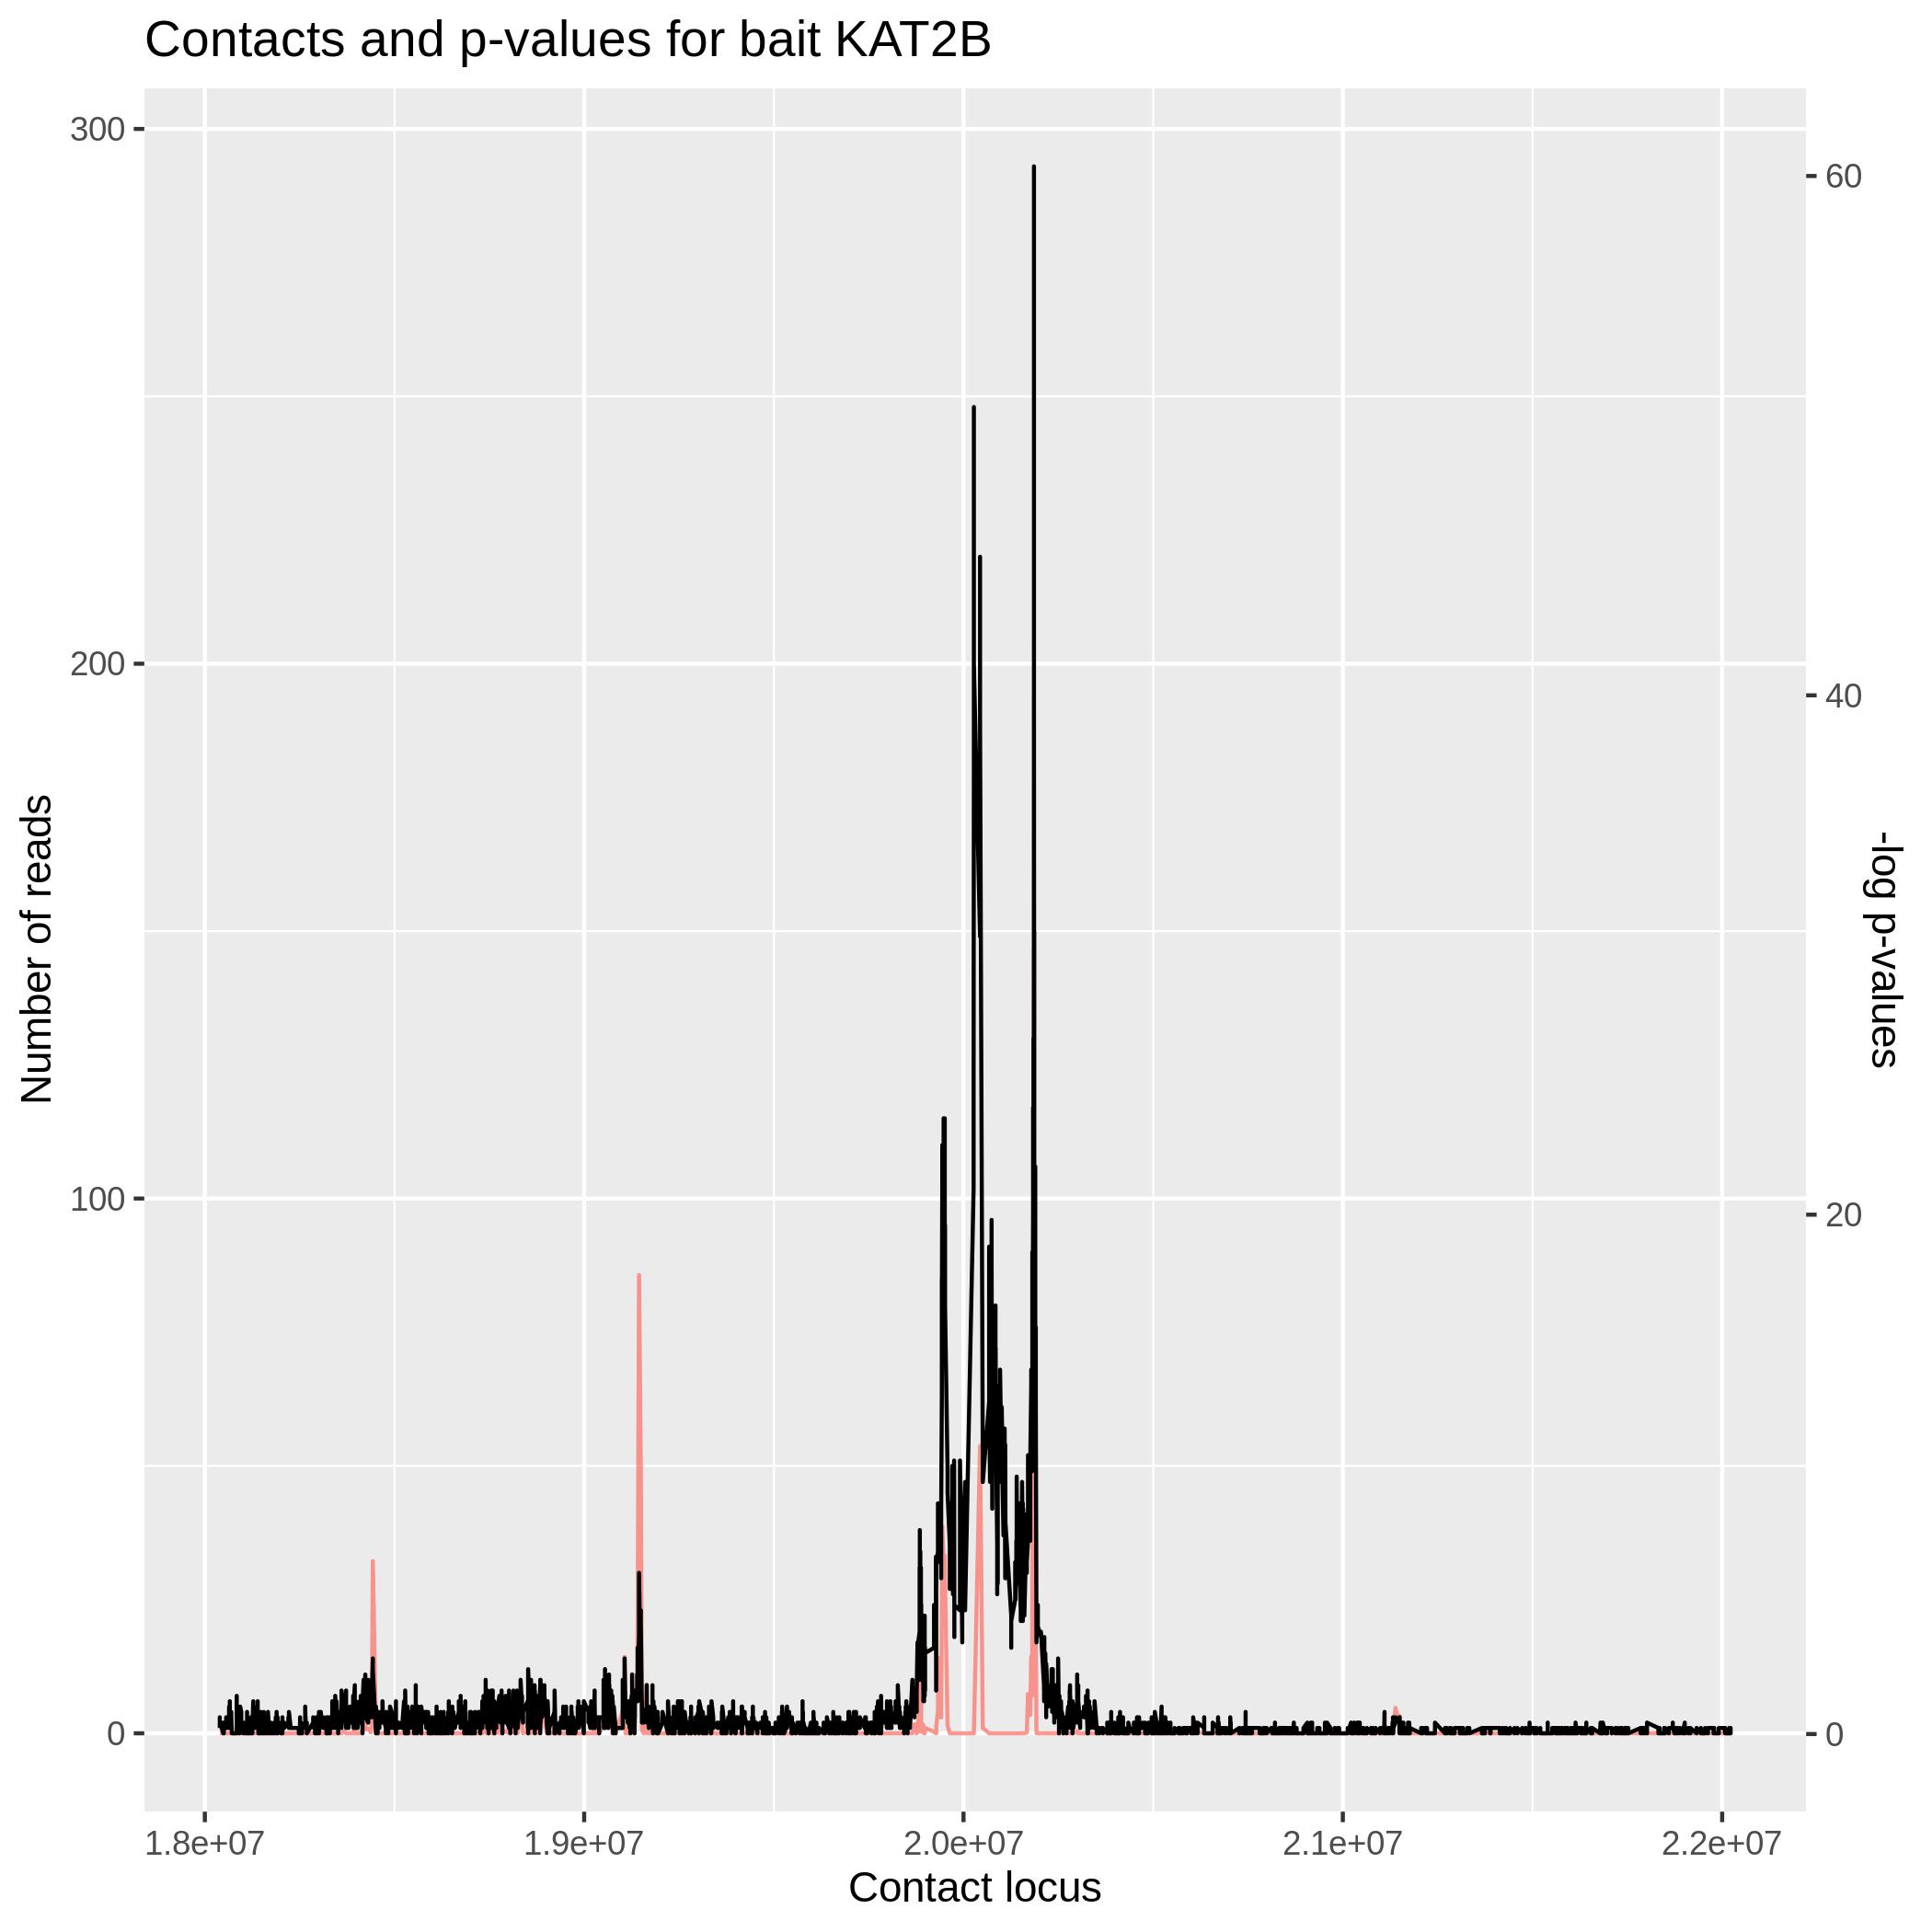 Contacts and p-values for bait KAT2B
300
200
100
0
Number of reads
60
40
20
0
-log p-values
1.8e+07
1.9e+07
2.0e+07
2.1e+07
2.2e+07
Contact locus